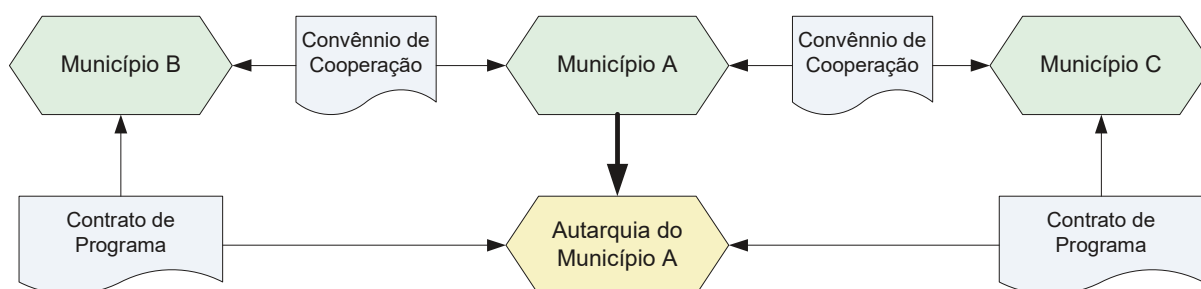 Município B
Convênnio de
Cooperação
Município A
Convênnio de
Cooperação
Município C
Contrato de
Programa
Autarquia do
Município A
Contrato de
Programa